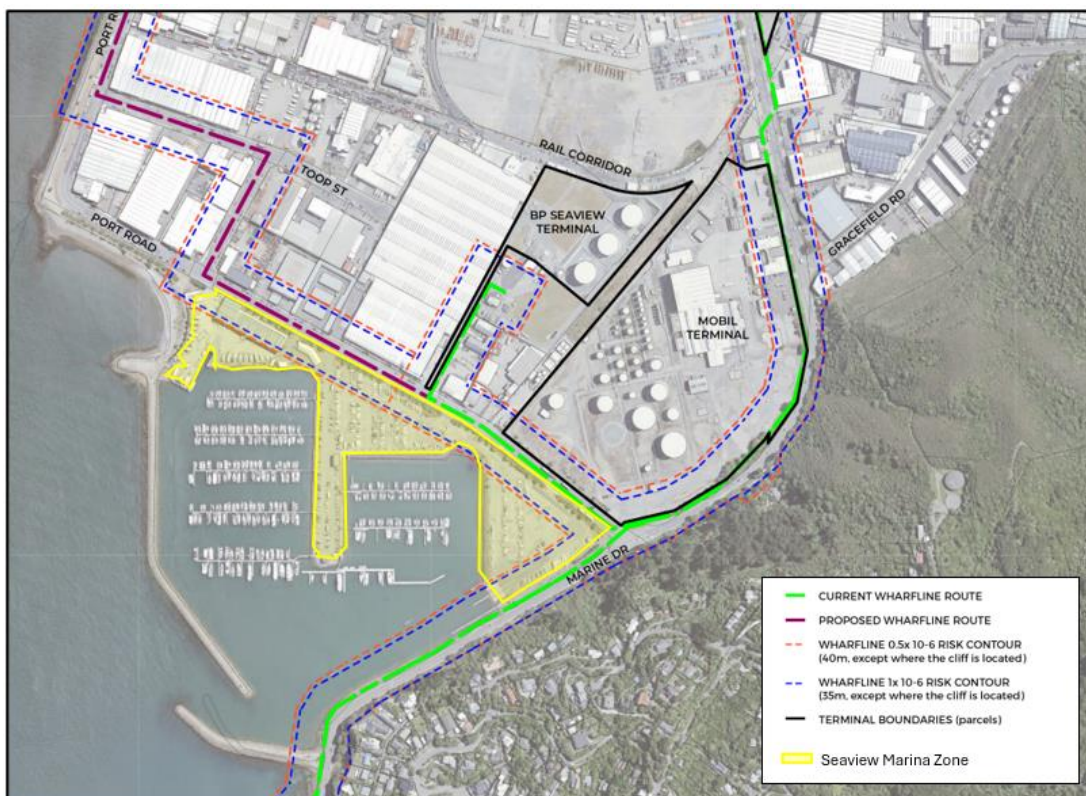 PORT R
RAIL CORRIDOR
TOOP ST
BP SEAVIEW
TERMINAL
PORT ROAD
GRACEFIELD RD
MOBIL
TERMINAL
MARINE DR
CURRENT WHARFLINE ROUTE
PROPOSED WHARFLINE ROUTE
WHARFLINE 0.5x 10-6 RISK CONTOUR
(40m, except where the cliff is located)
WHARFLINE 1x 10-6 RISK CONTOUR
(35m, except where the cliff is located)
TERMINAL BOUNDARIES (parcels)
Seaview Marina Zone